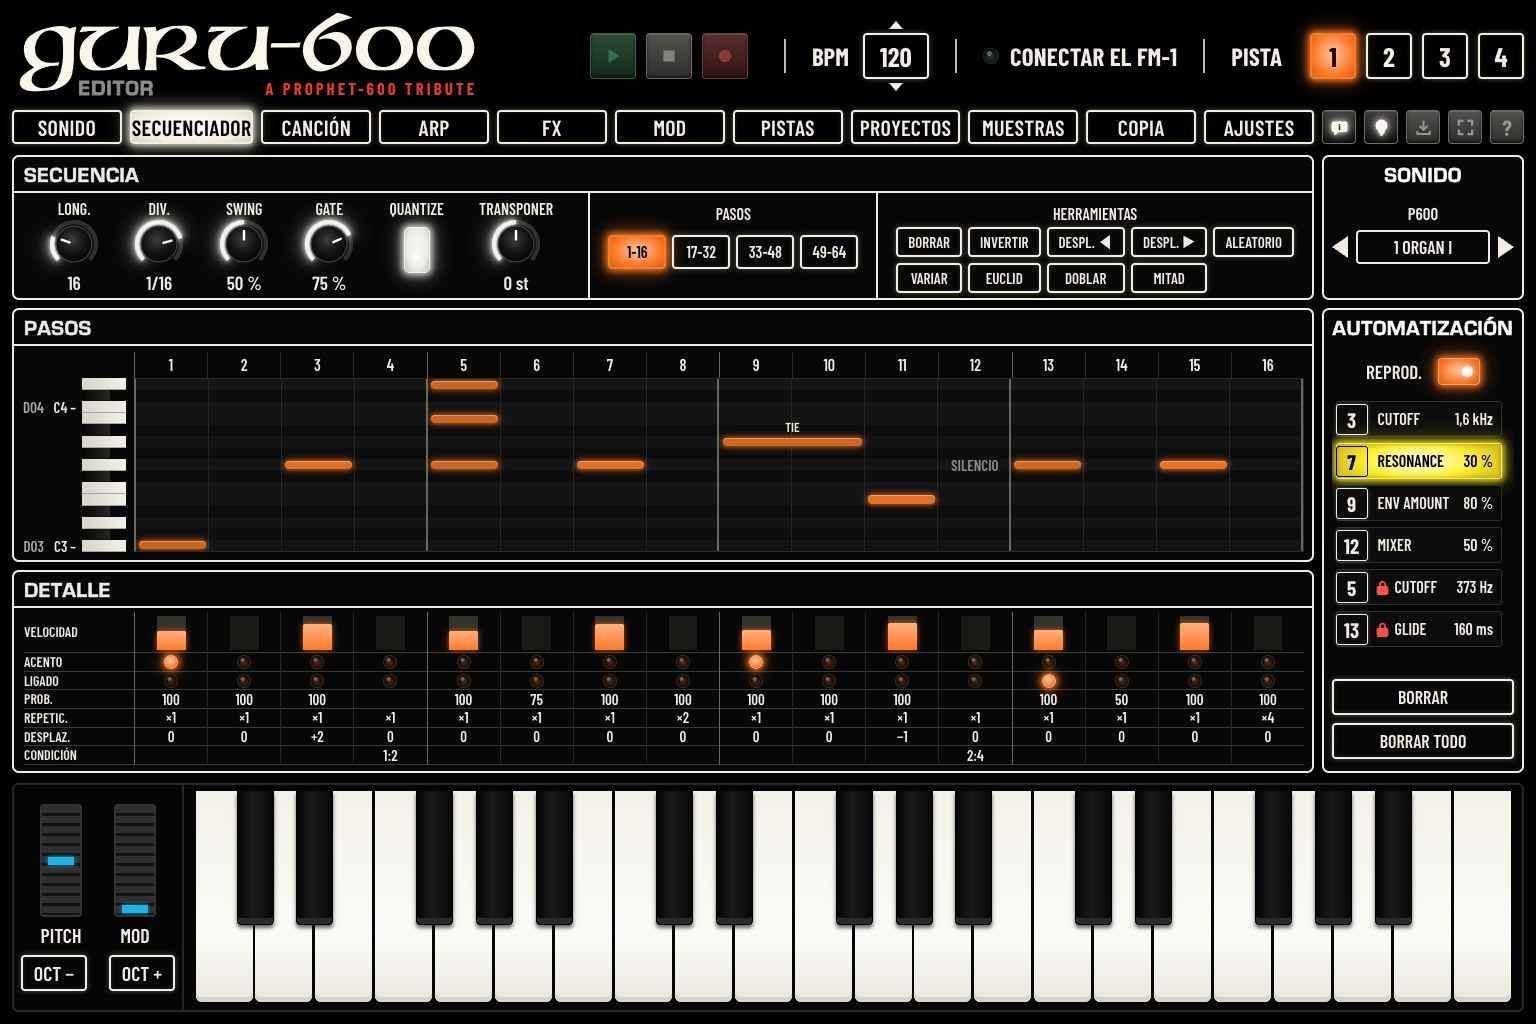 guru-600
EDITOR
A PROPHET-600 TRIBUTE
BPM 120
CONECTAR EL FM-1
PISTA 1 2 3 4
SONIDO SECUENCIADOR CANCIÓN ARP FX MOD PISTAS PROYECTOS MUESTRAS COPIA AJUSTES ?
SECUENCIA
LONG. DIV. SWING GATE QUANTIZE TRANSPONER
16 1/16 50 % 75 % 0 st
PASOS
1-16 17-32 33-48 49-64
HERRAMIENTAS
BORRAR INVERTIR DESPL. ◀ DESPL. ▶ ALEATORIO
VARIAR EUCLID DOBLAR MITAD
SONIDO
P600
1 ORGAN I
PASOS
1 2 3 4 5 6 7 8 9 10 11 12 13 14 15 16
DO4 C4 -
TIE
SILENCIO
DO3 C3 -
AUTOMATIZACIÓN
REPROD.
3 CUTOFF 1,6 kHz
7 RESONANCE 30 %
9 ENV AMOUNT 80 %
12 MIXER 50 %
5 CUTOFF 373 Hz
13 GLIDE 160 ms
BORRAR
BORRAR TODO
DETALLE
VELOCIDAD
ACENTO
LIGADO
PROB. 100 100 100 100 75 100 100 100 100 100 100 50 100 100
REPETIC. ×1 ×1 ×1 ×1 ×1 ×1 ×1 ×2 ×1 ×1 ×1 ×1 ×1 ×1 ×1 ×4
DESPLAZ. 0 0 +2 0 0 0 0 0 0 0 −1 0 0 0 0 0
CONDICIÓN 1:2 2:4
PITCH MOD
OCT − OCT +